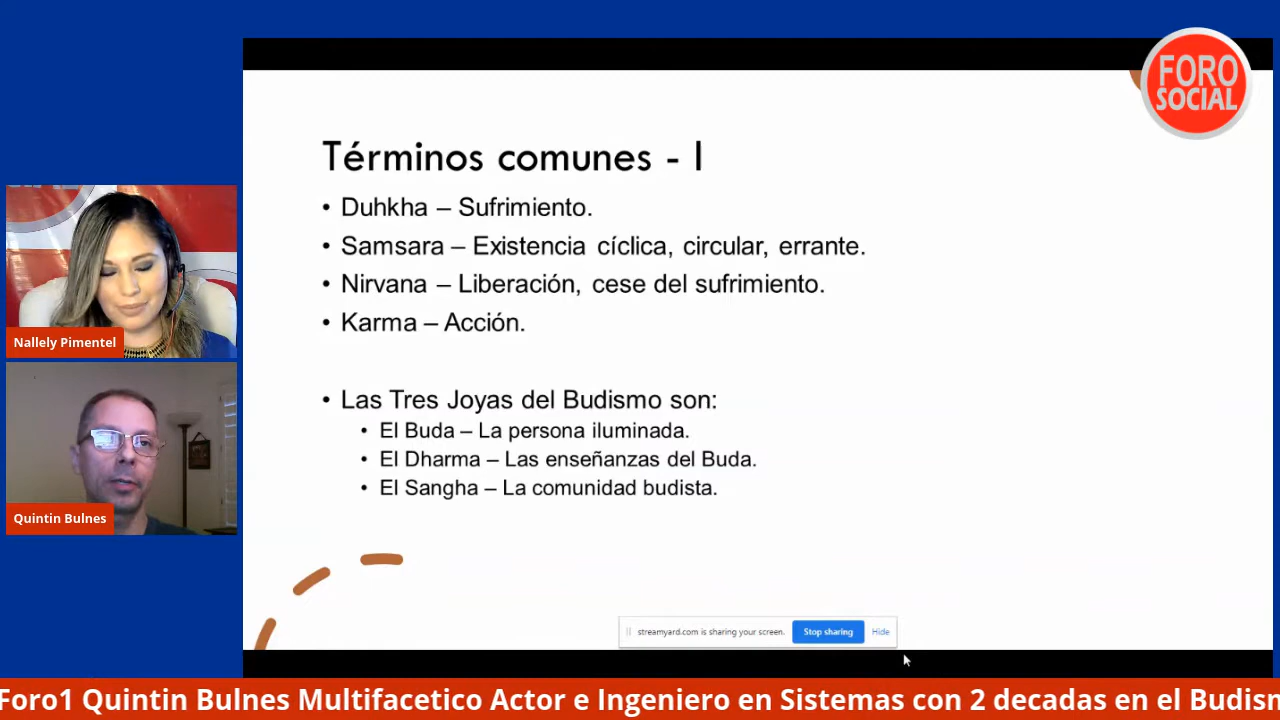 FORO
SOCIAL
Términos comunes - I
• Duhkha – Sufrimiento.
• Samsara – Existencia cíclica, circular, errante.
• Nirvana – Liberación, cese del sufrimiento.
• Karma – Acción.
• Las Tres Joyas del Budismo son:
• El Buda – La persona iluminada.
• El Dharma – Las enseñanzas del Buda.
• El Sangha – La comunidad budista.
Nallely Pimentel
Quintin Bulnes
streamyard.com is sharing your screen. Stop sharing Hide
Foro1 Quintin Bulnes Multifacetico Actor e Ingeniero en Sistemas con 2 decadas en el Budism